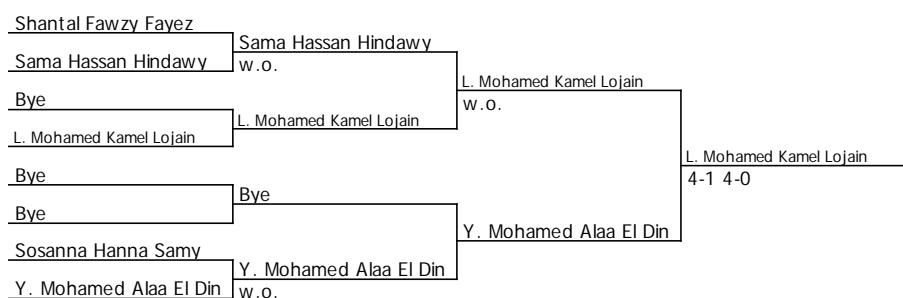 Shantal Fawzy Fayez
Sama Hassan Hindawy
Sama Hassan Hindawy
w.o.
Bye
L. Mohamed Kamel Lojain
L. Mohamed Kamel Lojain
L. Mohamed Kamel Lojain
w.o.
Bye
Bye
Bye
Sosanna Hanna Samy
Y. Mohamed Alaa El Din
Y. Mohamed Alaa El Din
w.o.
Y. Mohamed Alaa El Din
L. Mohamed Kamel Lojain
4-1 4-0